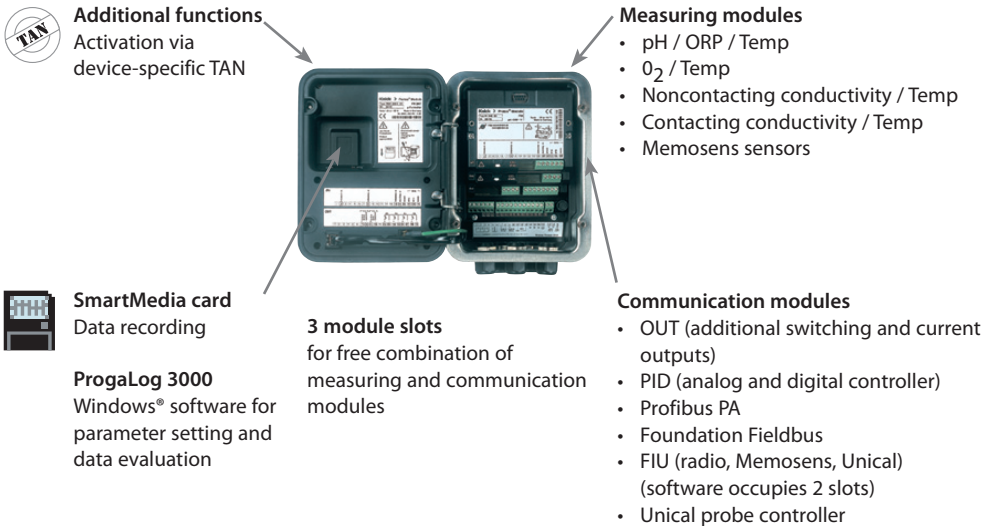 TAN
Additional functions
Activation via
device-specific TAN
Measuring modules
• pH / ORP / Temp
• 0₂ / Temp
• Noncontacting conductivity / Temp
• Contacting conductivity / Temp
• Memosens sensors
SmartMedia card
Data recording
ProgaLog 3000
Windows® software for
parameter setting and
data evaluation
3 module slots
for free combination of
measuring and communication
modules
Communication modules
• OUT (additional switching and current
outputs)
• PID (analog and digital controller)
• Profibus PA
• Foundation Fieldbus
• FIU (radio, Memosens, Unical)
(software occupies 2 slots)
• Unical probe controller